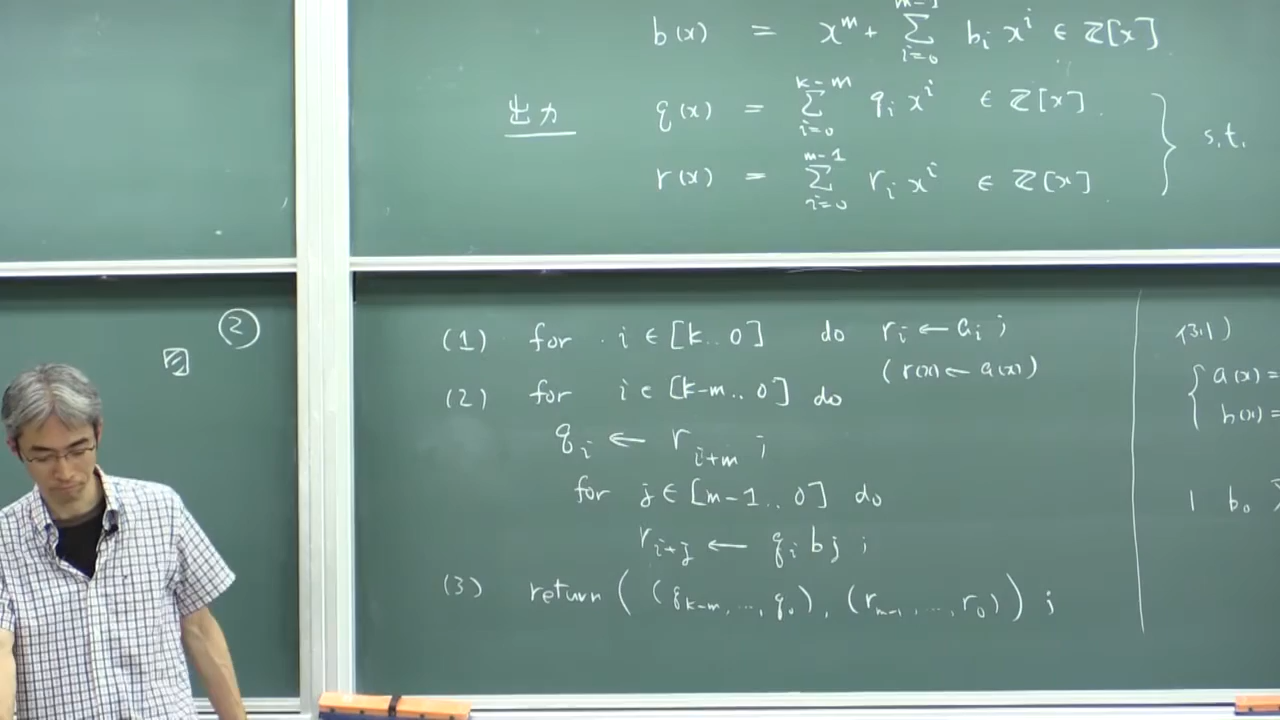 b(x) = x^m + Σ_{i=0}^{m-1} b_i x^i ∈ ℤ[x]
出力 q(x) = Σ_{i=0}^{k-m} q_i x^i ∈ ℤ[x].
r(x) = Σ_{i=0}^{m-1} r_i x^i ∈ ℤ[x]
} s.t.
②
(1) for i ∈ [k..0] do r_i ← a_i ;
(r(x) ← a(x))
(2) for i ∈ [k-m..0] do
q_i ← r_{i+m} ;
for j ∈ [m-1..0] do
r_{i+j} ← q_i b_j ;
(3) return ((q_{k-m}, ..., q_0), (r_{m-1}, ..., r_0)) ;
(3.1)
{ a(x) =
b(x) =
1 b_0